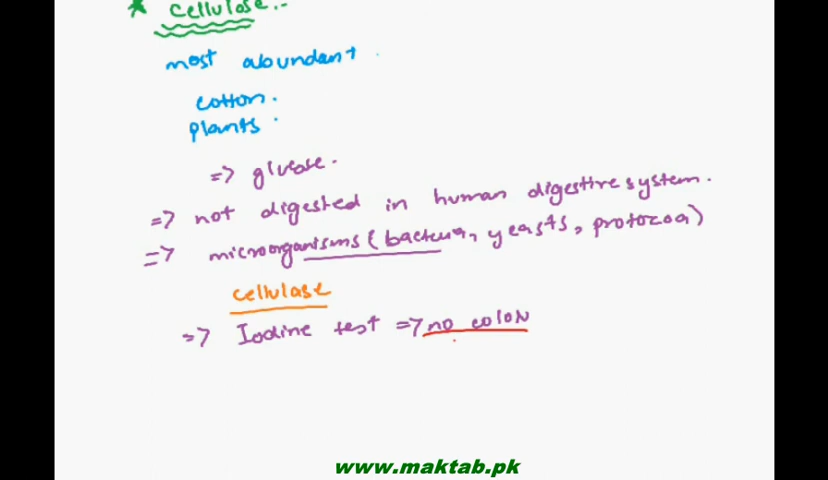 * Cellulose :-
most abundant .
cotton .
plants
=> glucose .
=> not digested in human digestive system .
=> microorganisms ( bacteria, yeasts, protozoa )
cellulase
=> Iodine test => no color
www.maktab.pk